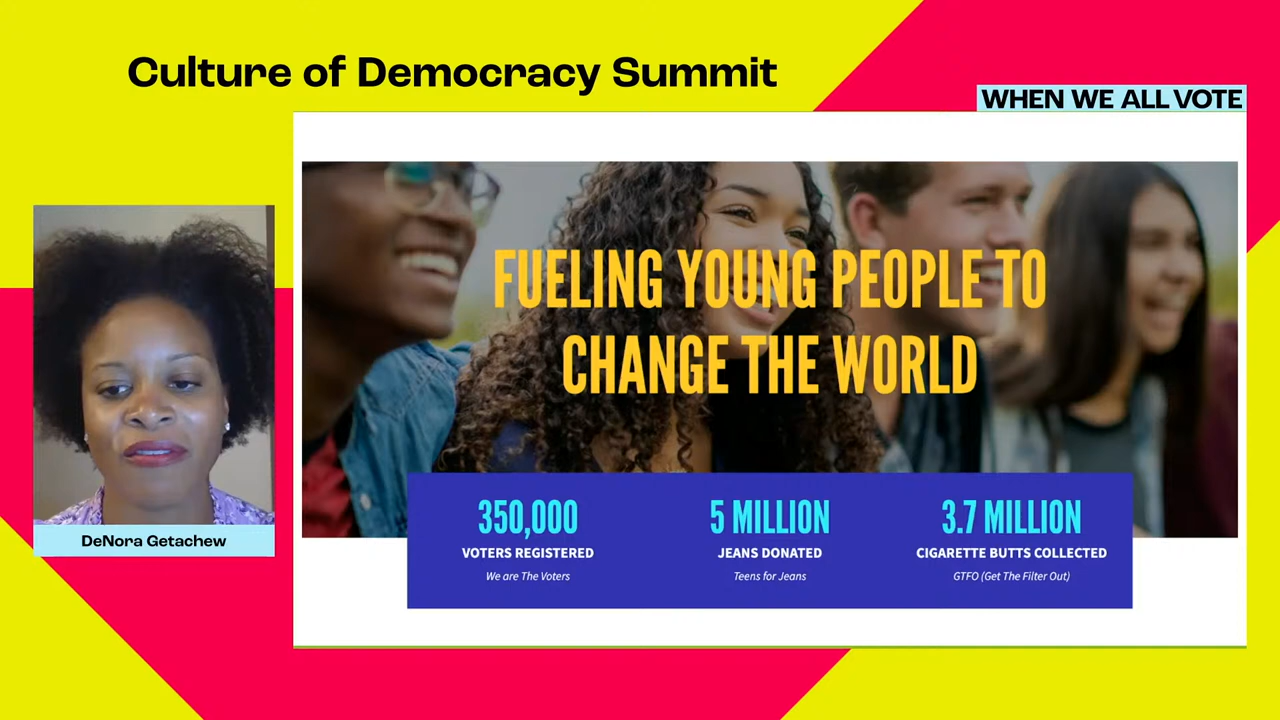 Culture of Democracy Summit
WHEN WE ALL VOTE
FUELING YOUNG PEOPLE TO
CHANGE THE WORLD
350,000
VOTERS REGISTERED
We are The Voters
5 MILLION
JEANS DONATED
Teens for Jeans
3.7 MILLION
CIGARETTE BUTTS COLLECTED
GTFO (Get The Filter Out)
DeNora Getachew